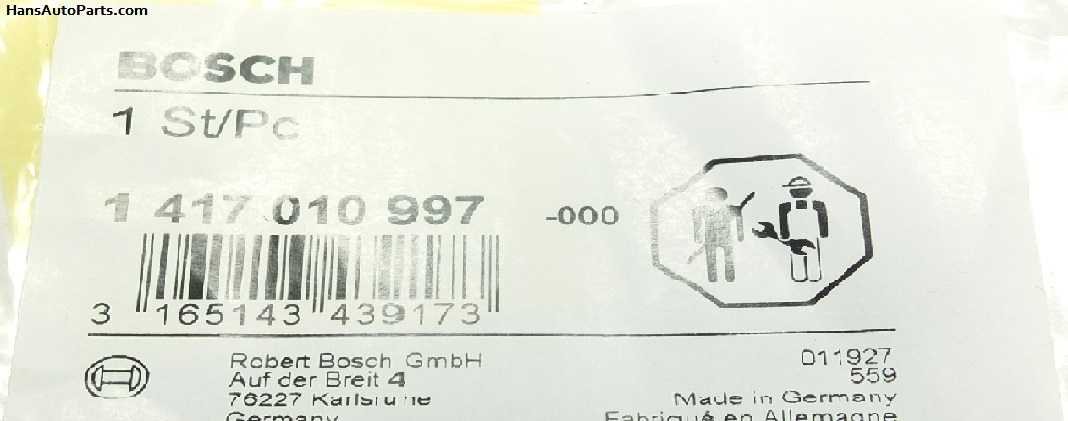 HansAutoParts.com
BOSCH
1 St/Pc
1 417 010 997 -000
3 165143 439173
Robert Bosch GmbH
Auf der Breit 4
76227 Karlsruhe
Germany
011927
559
Made in Germany
Fabriqué en Allemagne